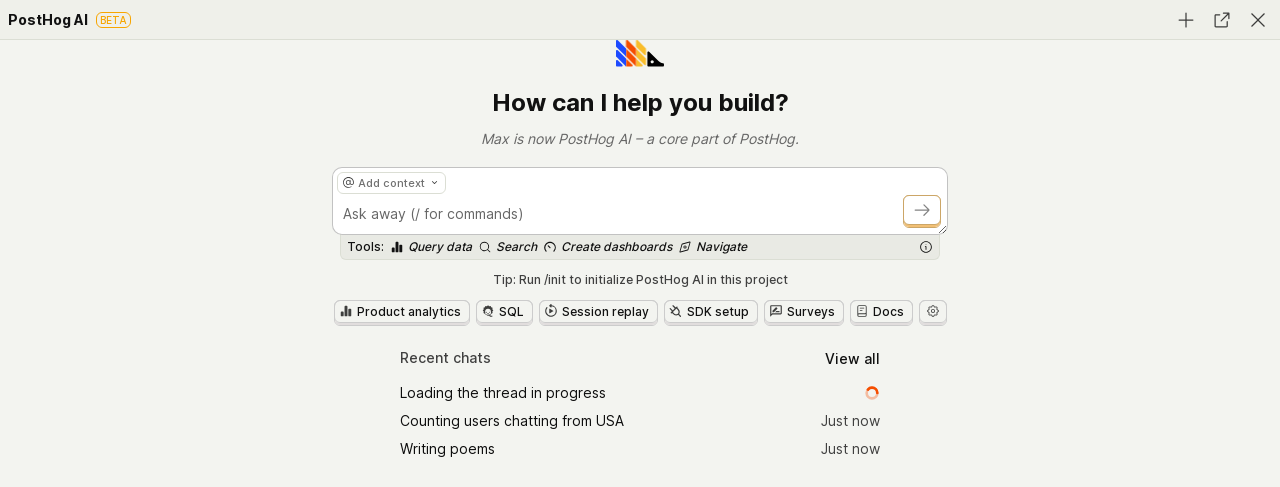 PostHog AI BETA
How can I help you build?
Max is now PostHog AI – a core part of PostHog.
@ Add context
Ask away (/ for commands)
Tools: Query data Search Create dashboards Navigate
Tip: Run /init to initialize PostHog AI in this project
Product analytics SQL Session replay SDK setup Surveys Docs
Recent chats View all
Loading the thread in progress
Counting users chatting from USA Just now
Writing poems Just now